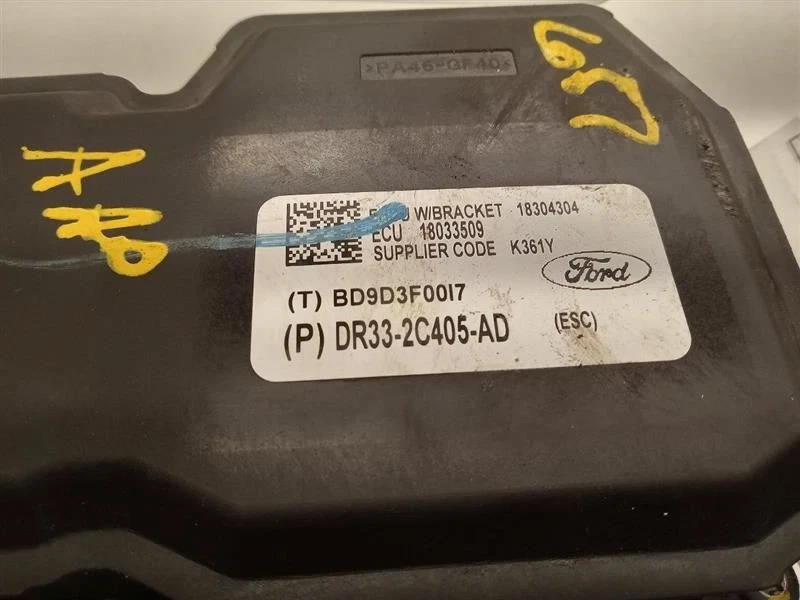 >PA46-GF40<
W/BRACKET 18304304
ECU 18033509
SUPPLIER CODE K361Y
Ford
(T) BD9D3F00I7
(P) DR33-2C405-AD (ESC)